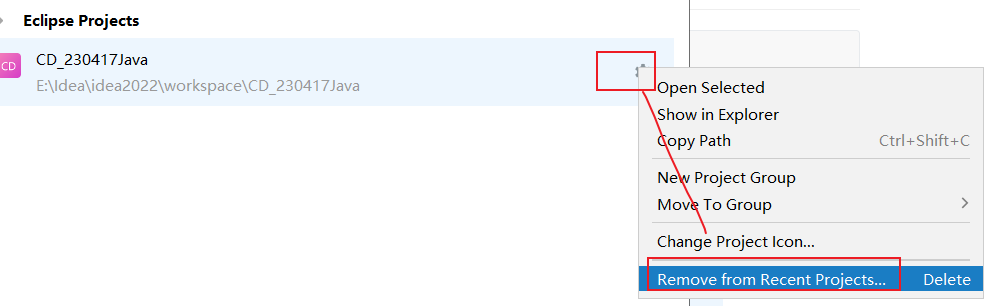 Eclipse Projects
CD
CD_230417Java
E:\Idea\idea2022\workspace\CD_230417Java
Open Selected
Show in Explorer
Copy Path Ctrl+Shift+C
New Project Group
Move To Group
Change Project Icon...
Remove from Recent Projects... Delete